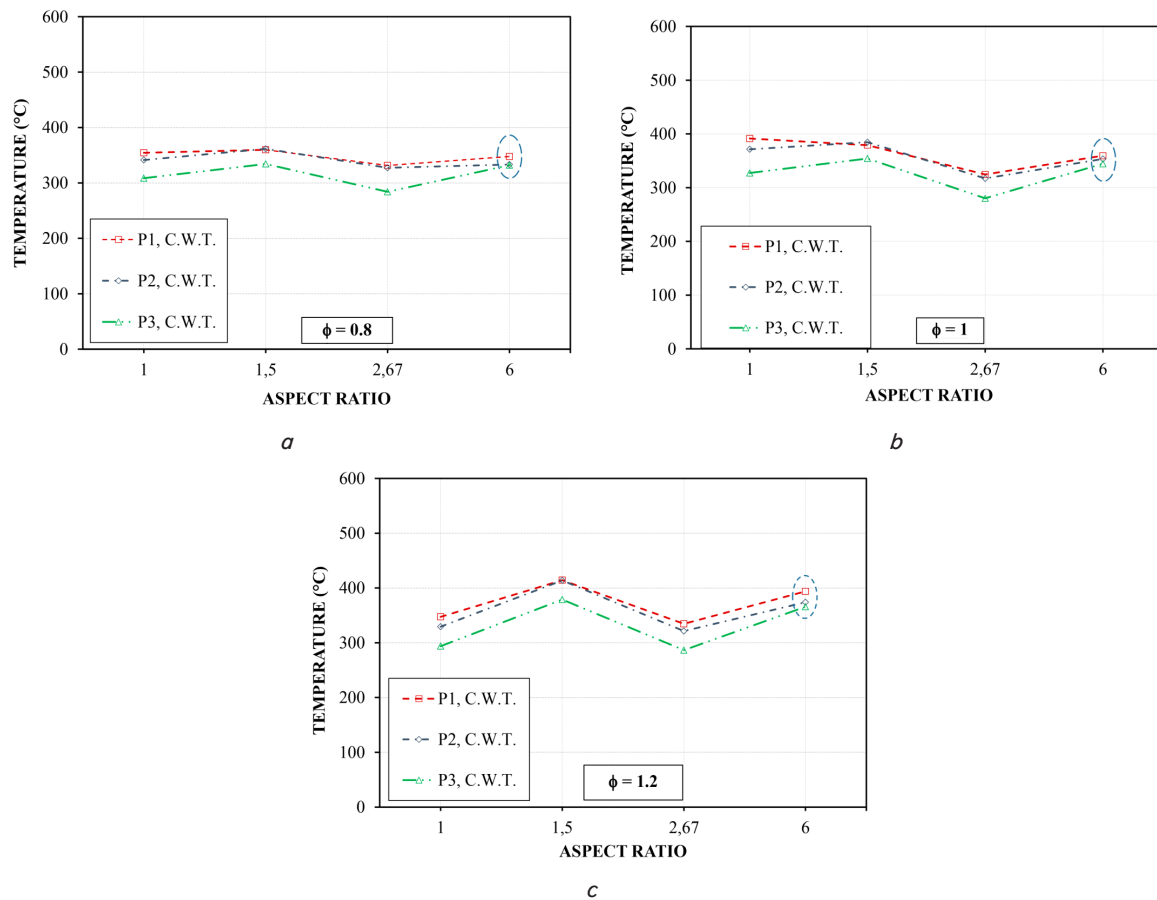 600
500
400
300
200
100
0
TEMPERATURE (°C)
P1, C.W.T.
P2, C.W.T.
P3, C.W.T.
ϕ = 0.8
1 1,5 2,67 6
ASPECT RATIO
a
600
500
400
300
200
100
0
TEMPERATURE (°C)
P1, C.W.T.
P2, C.W.T.
P3, C.W.T.
ϕ = 1
1 1,5 2,67 6
ASPECT RATIO
b
600
500
400
300
200
100
0
TEMPERATURE (°C)
P1, C.W.T.
P2, C.W.T.
P3, C.W.T.
ϕ = 1.2
1 1,5 2,67 6
ASPECT RATIO
c